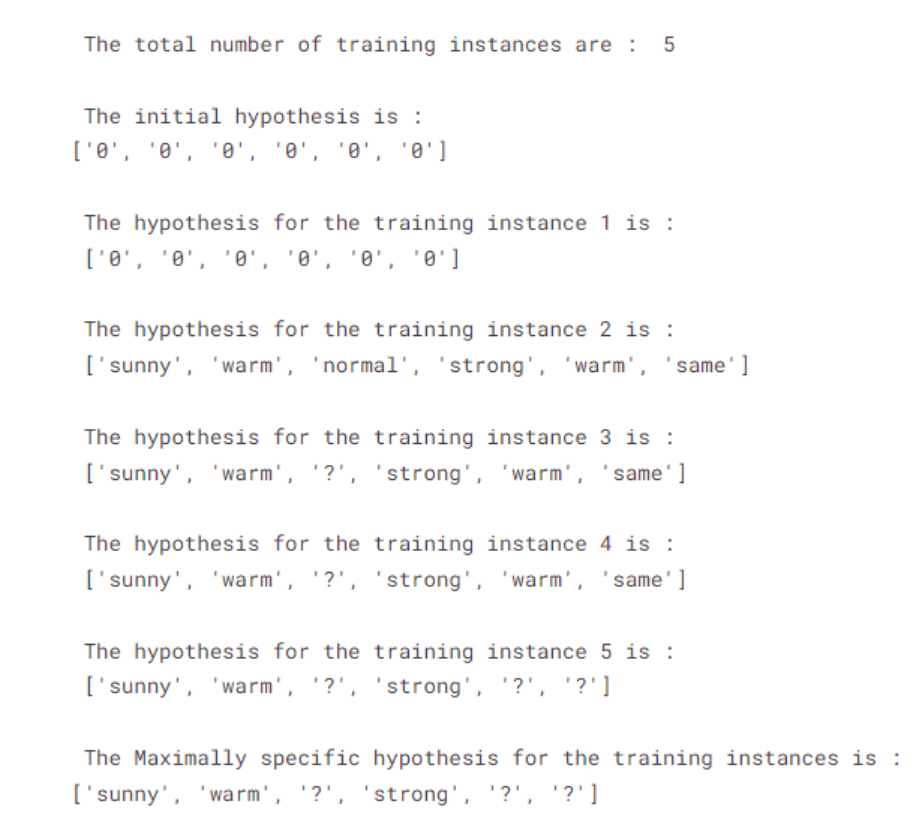 The total number of training instances are :  5
The initial hypothesis is :
['0', '0', '0', '0', '0', '0']
The hypothesis for the training instance 1 is :
['0', '0', '0', '0', '0', '0']
The hypothesis for the training instance 2 is :
['sunny', 'warm', 'normal', 'strong', 'warm', 'same']
The hypothesis for the training instance 3 is :
['sunny', 'warm', '?', 'strong', 'warm', 'same']
The hypothesis for the training instance 4 is :
['sunny', 'warm', '?', 'strong', 'warm', 'same']
The hypothesis for the training instance 5 is :
['sunny', 'warm', '?', 'strong', '?', '?']
The Maximally specific hypothesis for the training instances is :
['sunny', 'warm', '?', 'strong', '?', '?']